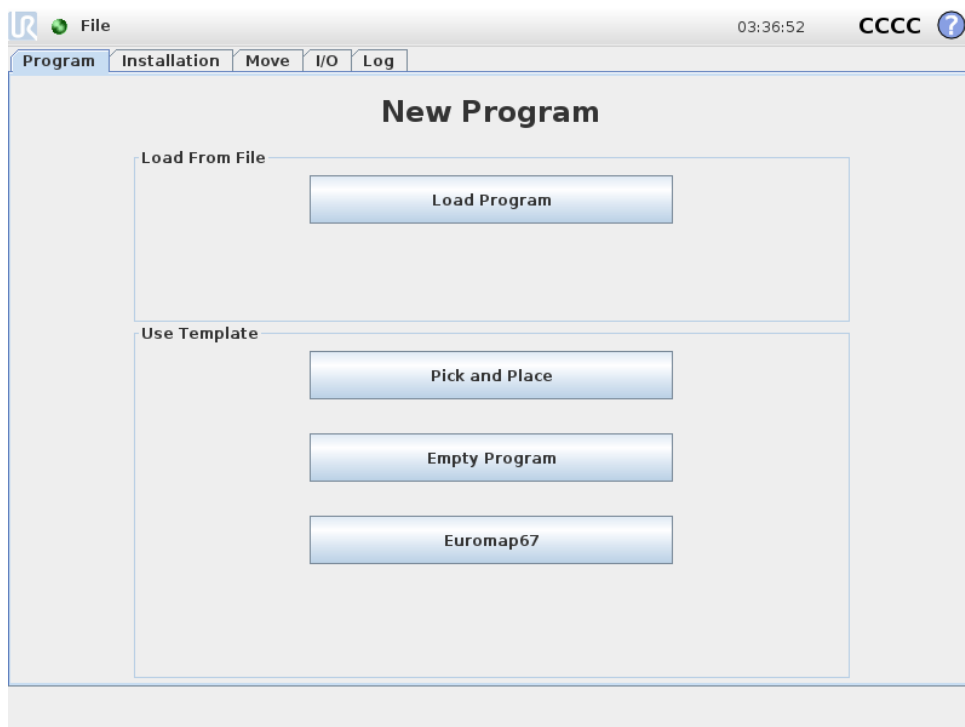 UR File 03:36:52 CCCC ?
Program Installation Move I/O Log
New Program
Load From File
Load Program
Use Template
Pick and Place
Empty Program
Euromap67